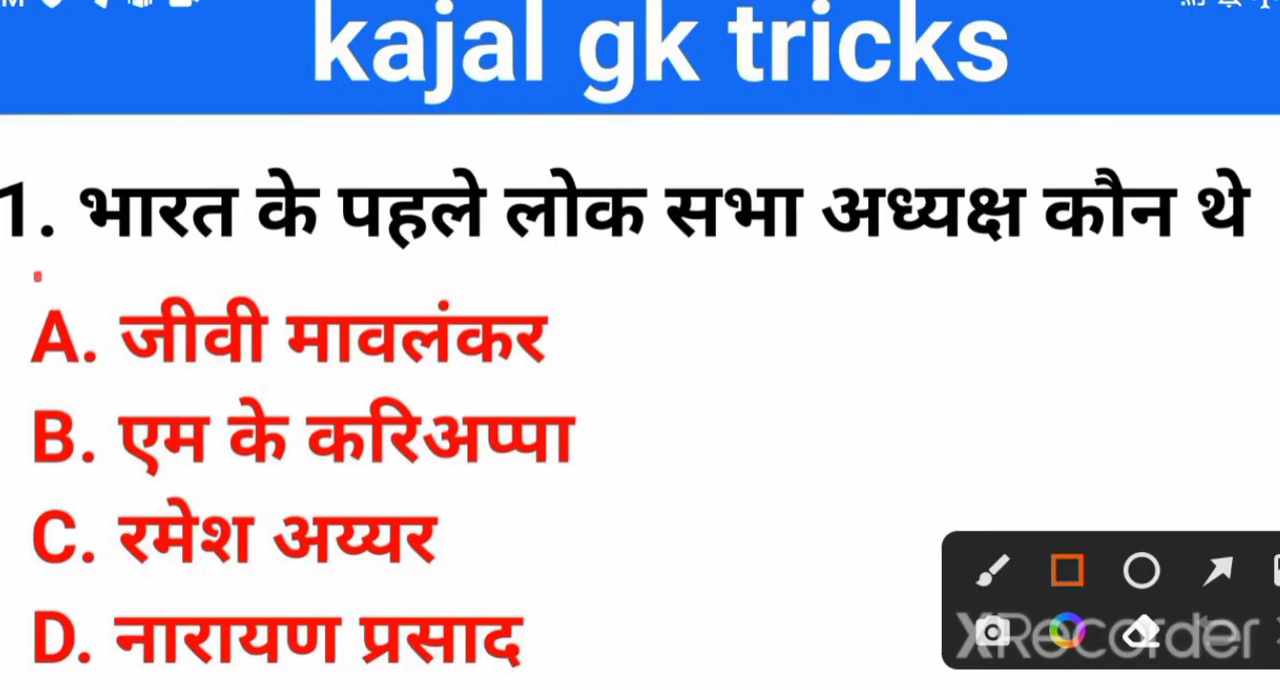 kajal gk tricks
1. भारत के पहले लोक सभा अध्यक्ष कौन थे
A. जीवी मावलंकर
B. एम के करिअप्पा
C. रमेश अय्यर
D. नारायण प्रसाद
XRecorder